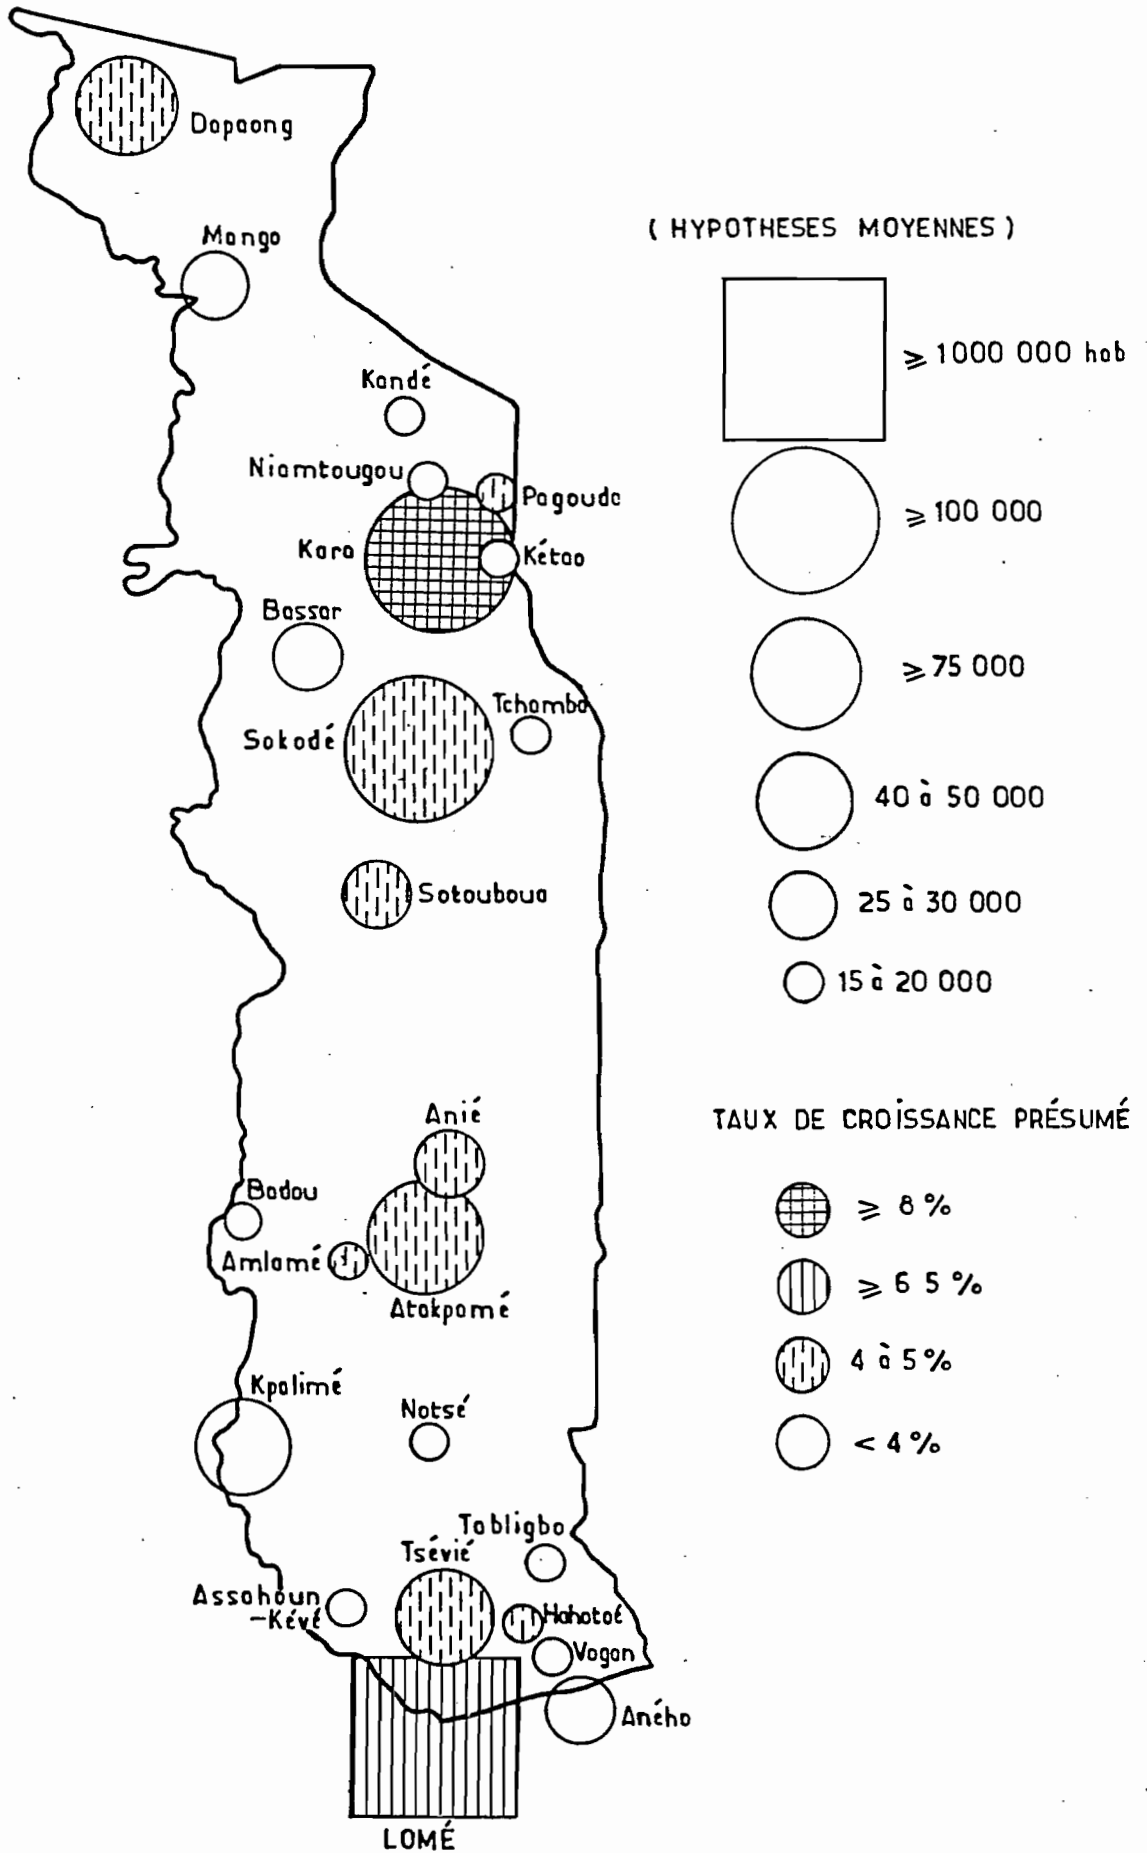 Dapaong
Mango
( HYPOTHESES MOYENNES )
⩾ 1000 000 hab
Kandé
Niamtougou
Pagouda
⩾ 100 000
Kara
Kétao
Bassar
⩾ 75 000
Tchamba
Sokodé
40 à 50 000
Sotouboua
25 à 30 000
15 à 20 000
Anié
TAUX DE CROISSANCE PRÉSUMÉ
Badou
⩾ 8 %
Amlamé
⩾ 6 5 %
Atakpamé
4 à 5 %
Kpalimé
Notsé
< 4 %
Tabligbo
Tsévié
Assahoun
-Kévé
Hahotoé
Vogan
Aného
LOMÉ